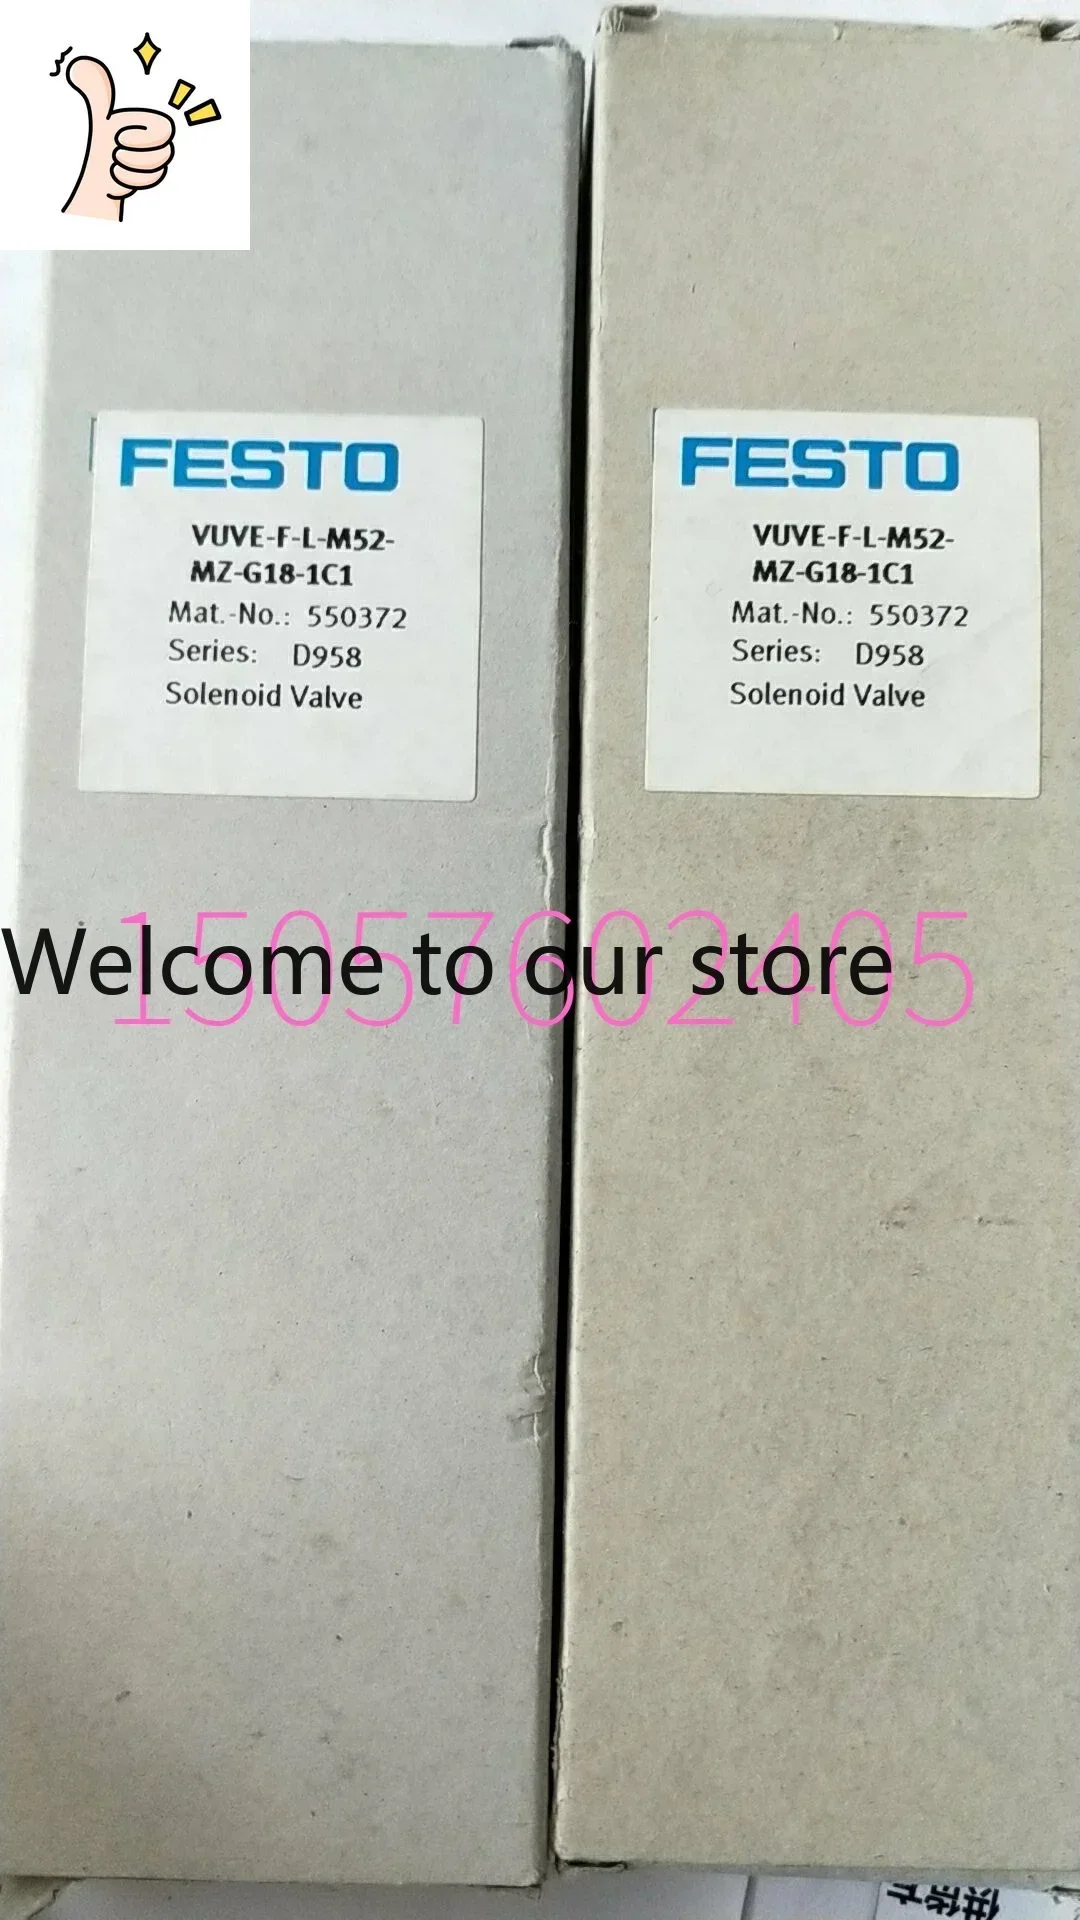 FESTO
VUVE-F-L-M52-
MZ-G18-1C1
Mat.-No.: 550372
Series: D958
Solenoid Valve
FESTO
VUVE-F-L-M52-
MZ-G18-1C1
Mat.-No.: 550372
Series: D958
Solenoid Valve
15057602405
Welcome to our store